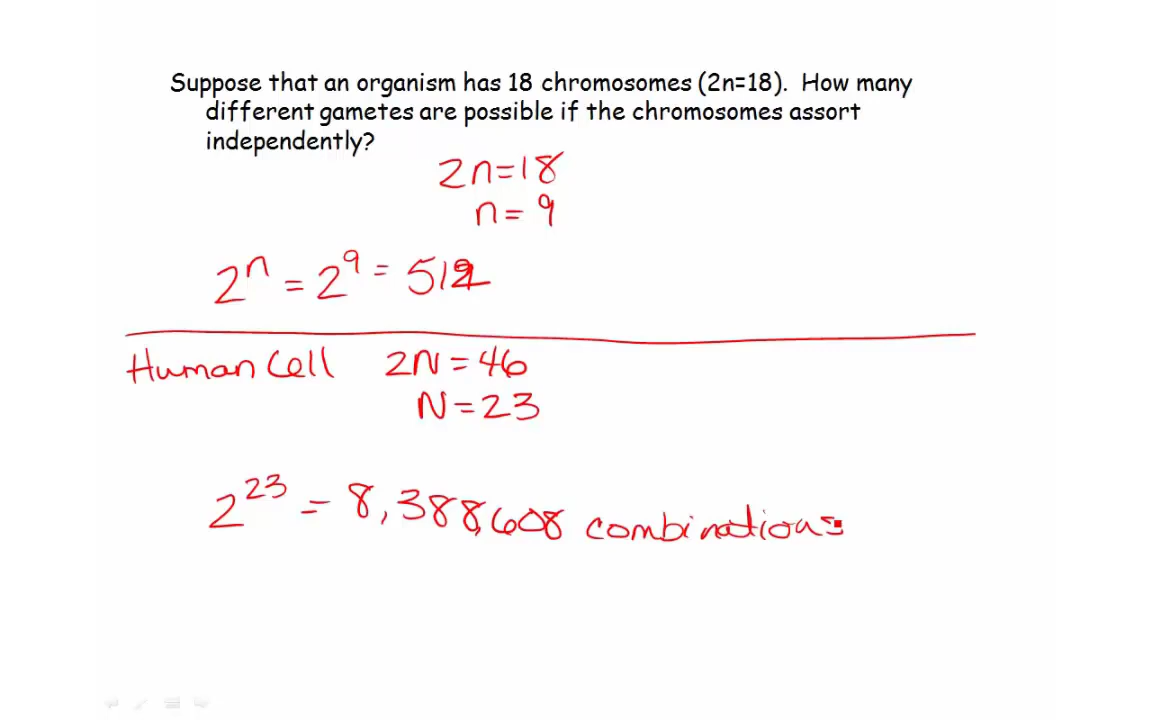 Suppose that an organism has 18 chromosomes (2n=18). How many
different gametes are possible if the chromosomes assort
independently?
2n=18
n=9
2^n = 2^9 = 512
Human Cell 2N=46
N=23
2^23 = 8,388,608 combinations